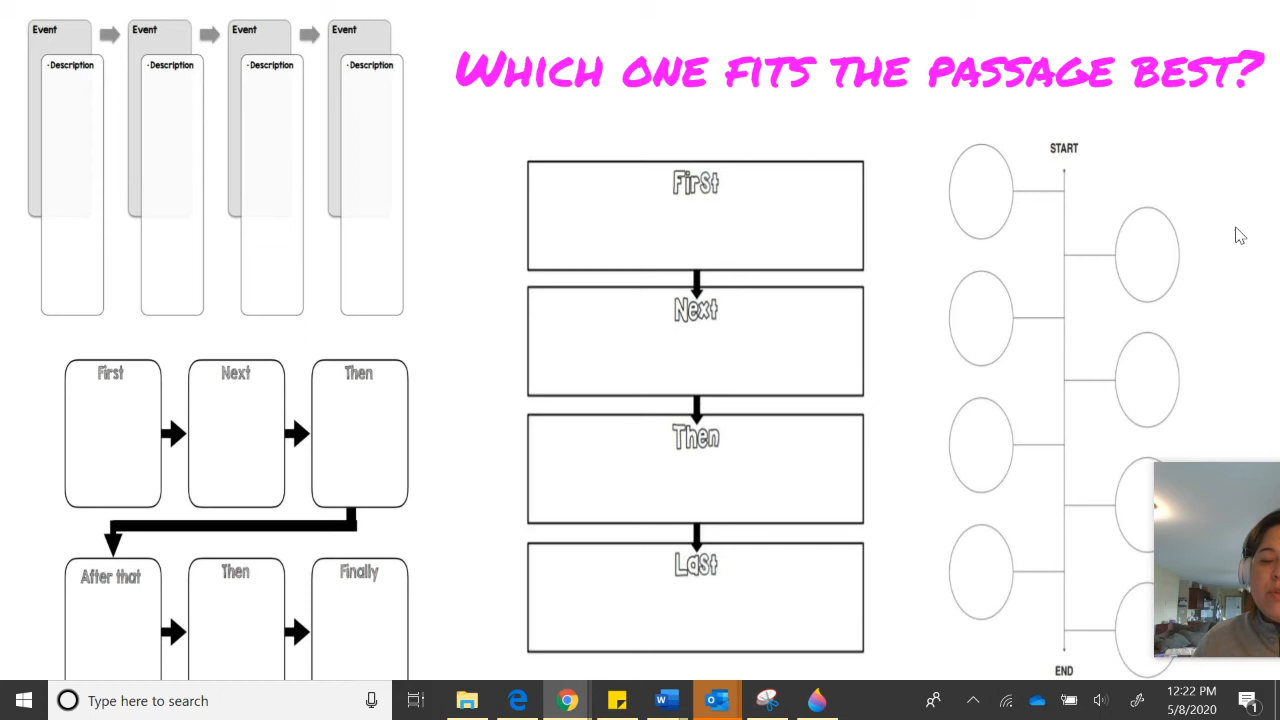 Event Event Event Event
·Description ·Description ·Description ·Description
Which one fits the passage best?
First
Next
Then
Last
START
END
First Next Then
After that Then Finally
Type here to search
12:22 PM
5/8/2020
1